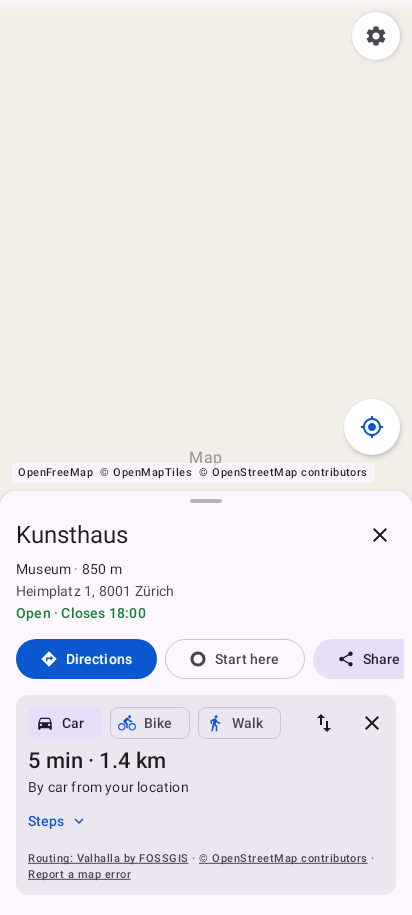 Map
OpenFreeMap © OpenMapTiles © OpenStreetMap contributors
Kunsthaus
Museum · 850 m
Heimplatz 1, 8001 Zürich
Open · Closes 18:00
Directions Start here Share
Car Bike Walk
5 min · 1.4 km
By car from your location
Steps
Routing: Valhalla by FOSSGIS · © OpenStreetMap contributors ·
Report a map error